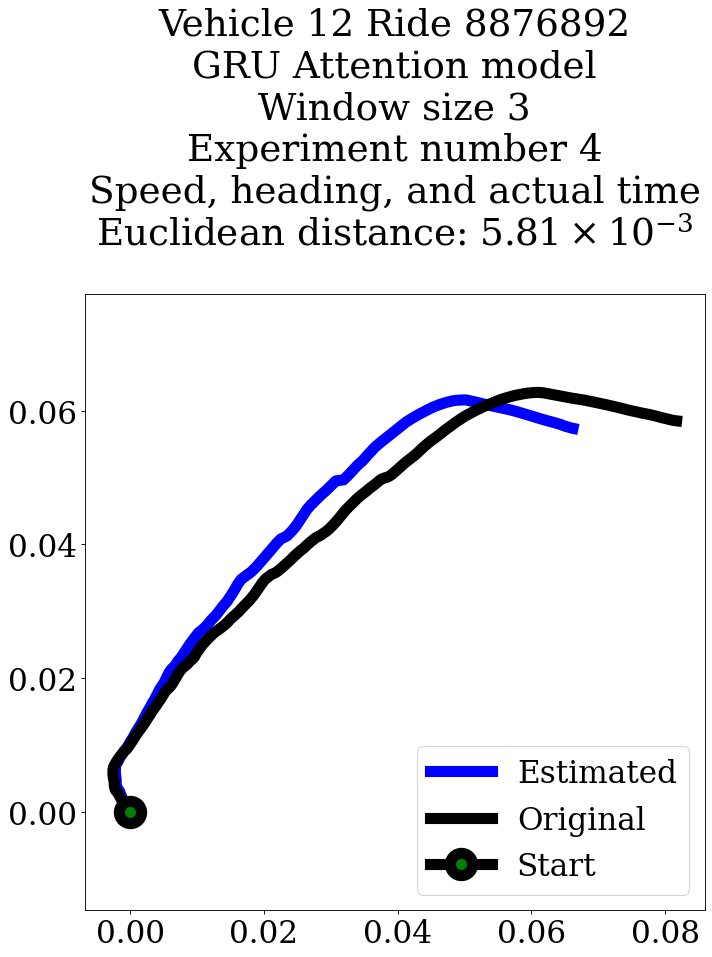 Vehicle 12 Ride 8876892
GRU Attention model
Window size 3
Experiment number 4
Speed, heading, and actual time
Euclidean distance: 5.81 × 10⁻³
0.06
0.04
0.02
0.00
Estimated
Original
Start
0.00 0.02 0.04 0.06 0.08